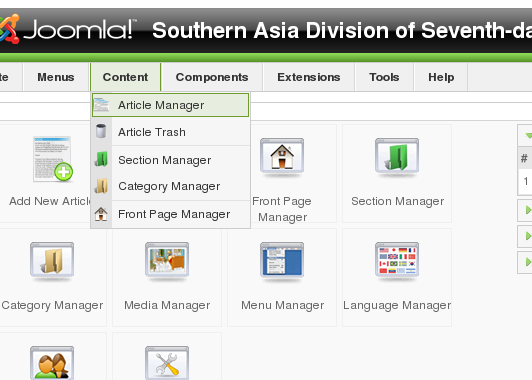 Joomla!™ Southern Asia Division of Seventh-da
te Menus Content Components Extensions Tools Help
Article Manager
Article Trash
Section Manager
Category Manager
Front Page Manager
Add New Article
Front Page
Manager
Section Manager
#
1
Category Manager
Media Manager
Menu Manager
Language Manager